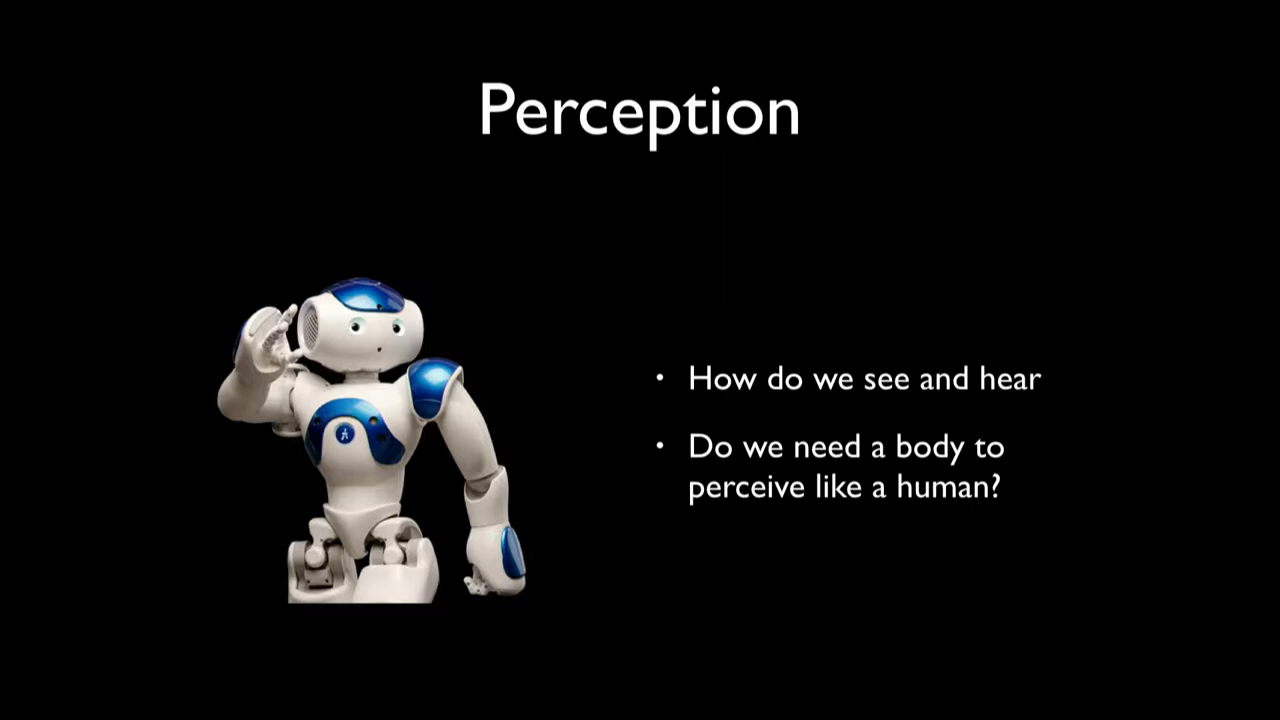 Perception
• How do we see and hear
• Do we need a body to
perceive like a human?